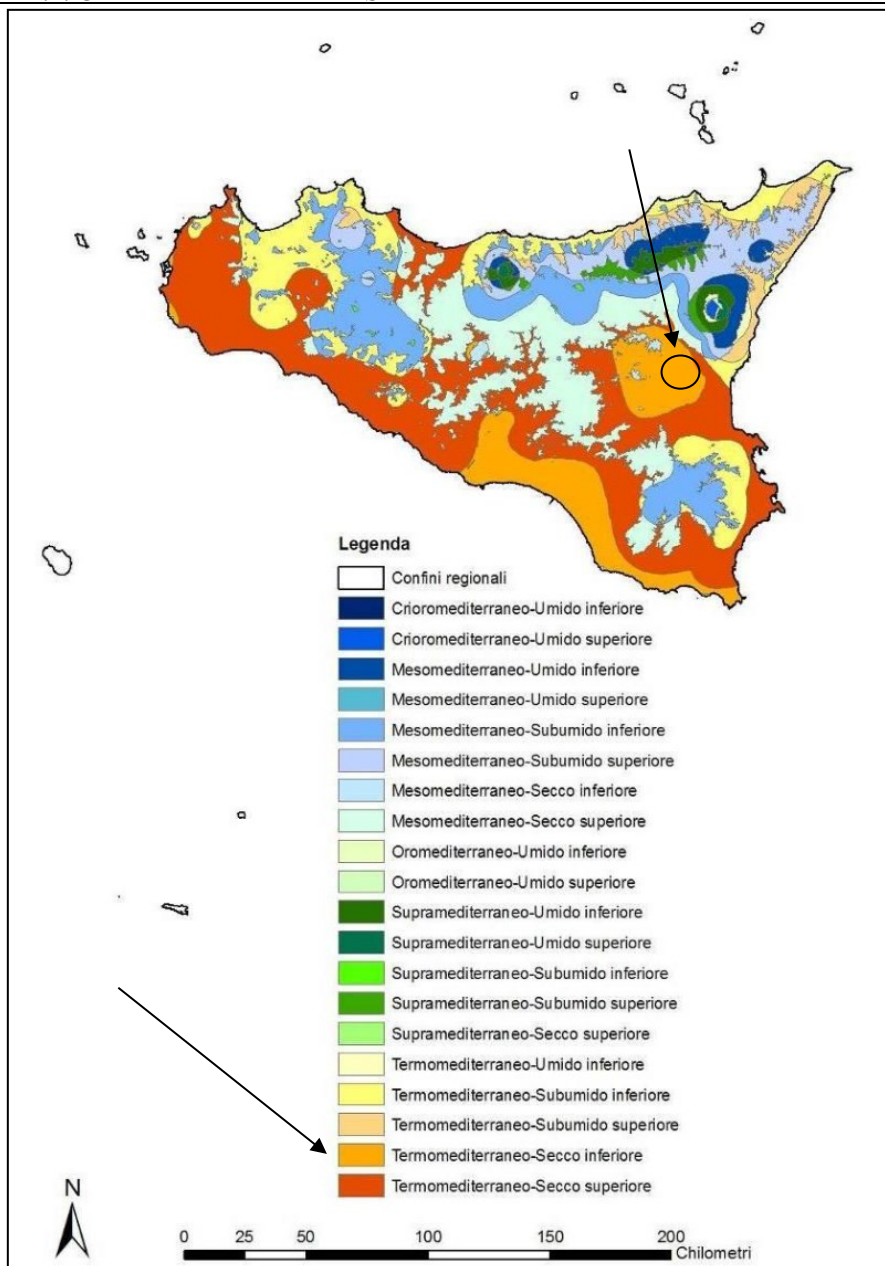 Legenda
Confini regionali
Crioromediterraneo-Umido inferiore
Crioromediterraneo-Umido superiore
Mesomediterraneo-Umido inferiore
Mesomediterraneo-Umido superiore
Mesomediterraneo-Subumido inferiore
Mesomediterraneo-Subumido superiore
Mesomediterraneo-Secco inferiore
Mesomediterraneo-Secco superiore
Oromediterraneo-Umido inferiore
Oromediterraneo-Umido superiore
Supramediterraneo-Umido inferiore
Supramediterraneo-Umido superiore
Supramediterraneo-Subumido inferiore
Supramediterraneo-Subumido superiore
Supramediterraneo-Secco superiore
Termomediterraneo-Umido inferiore
Termomediterraneo-Subumido inferiore
Termomediterraneo-Subumido superiore
Termomediterraneo-Secco inferiore
Termomediterraneo-Secco superiore
N
0 25 50 100 150 200
Chilometri